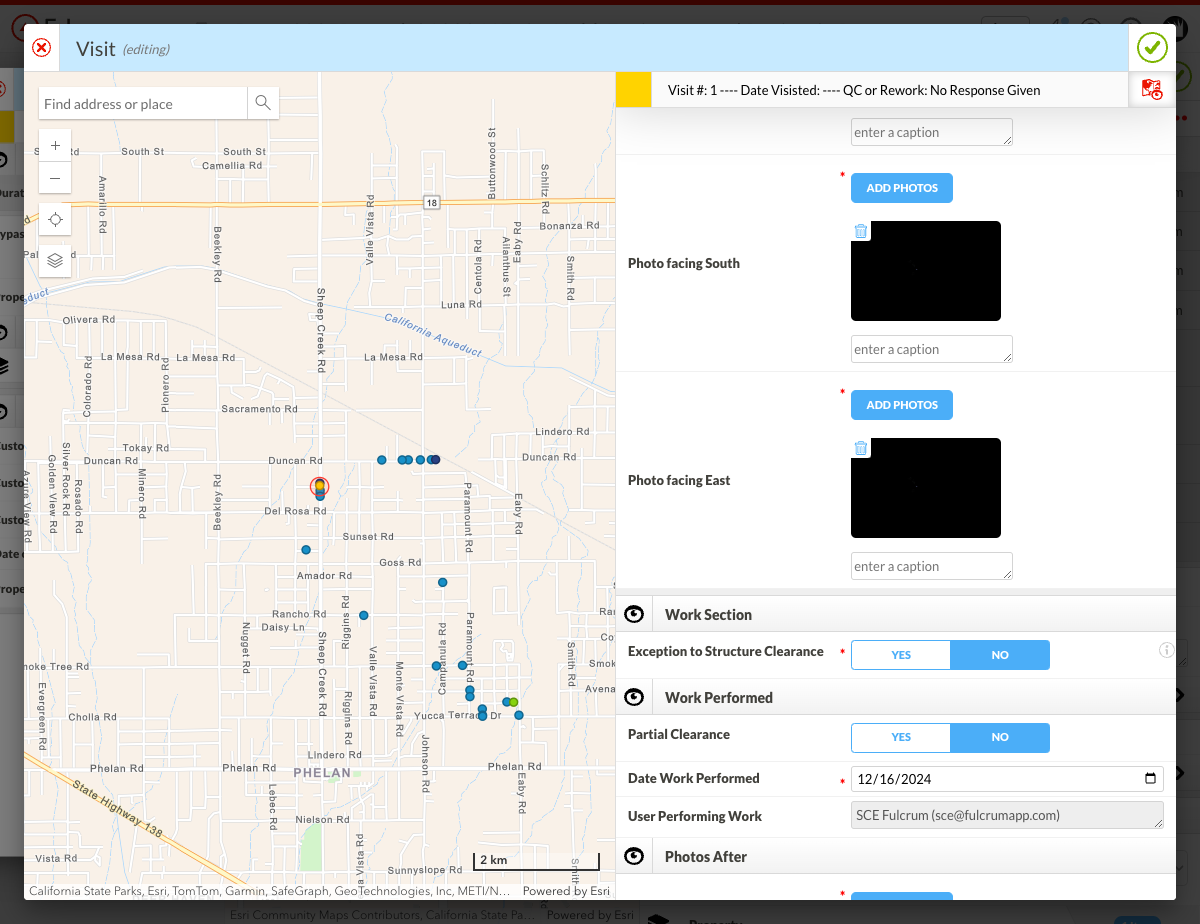 Visit (editing)
Find address or place
Visit #: 1 ---- Date Visisted: ---- QC or Rework: No Response Given
enter a caption
ADD PHOTOS
Photo facing South
enter a caption
ADD PHOTOS
Photo facing East
enter a caption
Work Section
Exception to Structure Clearance
YES
NO
Work Performed
Partial Clearance
YES
NO
Date Work Performed
12/16/2024
User Performing Work
SCE Fulcrum (sce@fulcrumapp.com)
Photos After
South St
South St
Camellia Rd
Amarillo Rd
Buttonwood St
Schlitz Rd
18
Valle Vista Rd
Bonanza Rd
Beekley Rd
Centola Rd
Ailanthus St
Eaby Rd
Smith Rd
Sheep Creek Rd
Luna Rd
Olivera Rd
California Aqueduct
La Mesa Rd
La Mesa Rd
La Mesa Rd
Colorado Rd
Pionero Rd
Sacramento Rd
Lindero Rd
Tokay Rd
Duncan Rd
Duncan Rd
Duncan Rd
Silver Rock Rd
Golden View Rd
Rosado Rd
Minero Rd
Beekley Rd
Del Rosa Rd
Paramount Rd
Eaby Rd
Sunset Rd
Goss Rd
Amador Rd
Rancho Rd
Daisy Ln
Riggins Rd
Nugget Rd
Sheep Creek Rd
Valle Vista Rd
Monte Vista Rd
Campanula Rd
Paramount Rd
Smith Rd
moke Tree Rd
Evergreen Rd
Riggins Rd
Cholla Rd
Yucca Terrace Dr
Johnson Rd
Lindero Rd
Phelan Rd
Phelan Rd
Phelan Rd
PHELAN
Eaby Rd
State Highway 138
Lebec Rd
Nielson Rd
Vista Rd
Sunnyslope Rd
2 km
California State Parks, Esri, TomTom, Garmin, SafeGraph, GeoTechnologies, Inc, METI/N...
Powered by Esri
Esri Community Maps Contributors, California State Pa...
Powered by Esri
Property